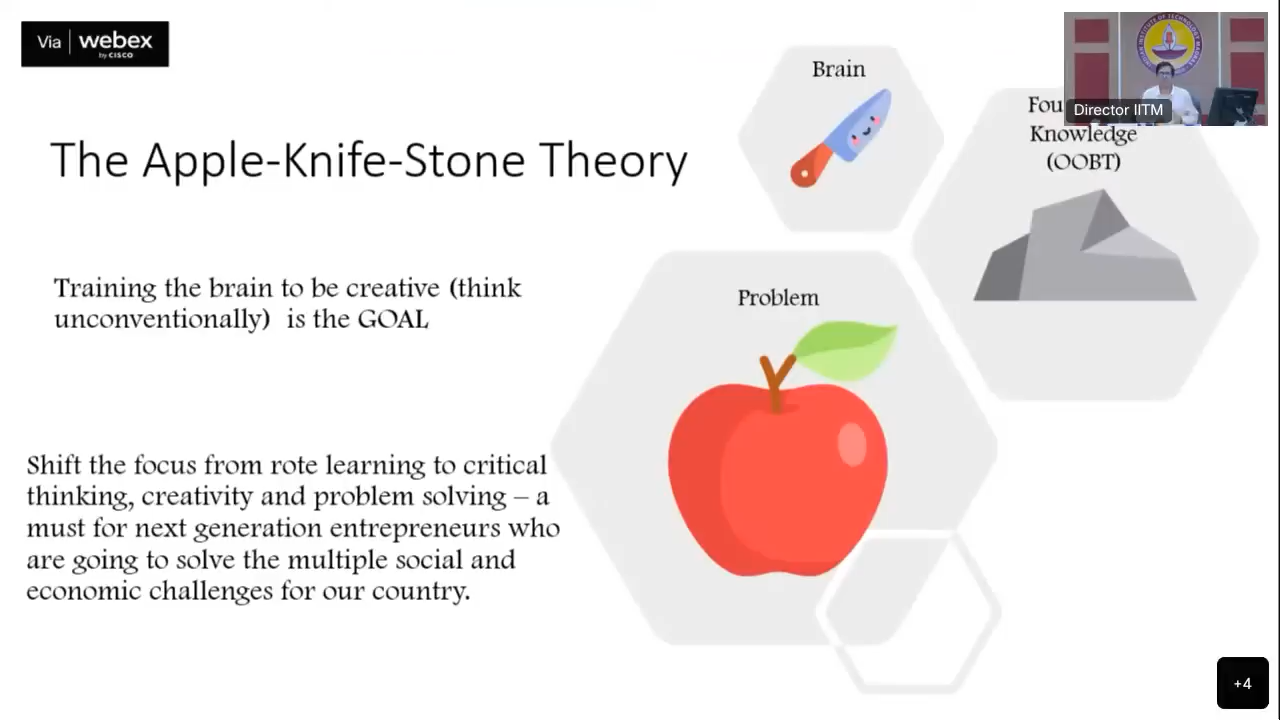 Via webex
by CISCO
Brain
Director IITM
Knowledge
(OOBT)
The Apple-Knife-Stone Theory
Training the brain to be creative (think
unconventionally) is the GOAL
Problem
Shift the focus from rote learning to critical
thinking, creativity and problem solving – a
must for next generation entrepreneurs who
are going to solve the multiple social and
economic challenges for our country.
+4